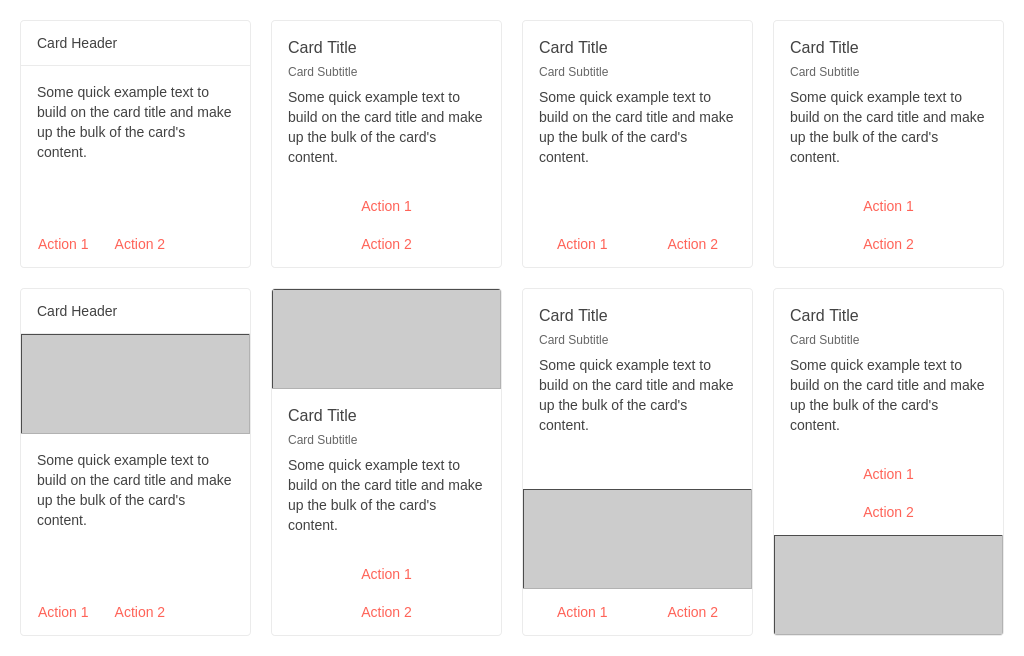 Card Header
Some quick example text to
build on the card title and make
up the bulk of the card's
content.
Action 1 Action 2
Card Title
Card Subtitle
Some quick example text to
build on the card title and make
up the bulk of the card's
content.
Action 1
Action 2
Card Title
Card Subtitle
Some quick example text to
build on the card title and make
up the bulk of the card's
content.
Action 1 Action 2
Card Title
Card Subtitle
Some quick example text to
build on the card title and make
up the bulk of the card's
content.
Action 1
Action 2
Card Header
Some quick example text to
build on the card title and make
up the bulk of the card's
content.
Action 1 Action 2
Card Title
Card Subtitle
Some quick example text to
build on the card title and make
up the bulk of the card's
content.
Action 1
Action 2
Card Title
Card Subtitle
Some quick example text to
build on the card title and make
up the bulk of the card's
content.
Action 1 Action 2
Card Title
Card Subtitle
Some quick example text to
build on the card title and make
up the bulk of the card's
content.
Action 1
Action 2